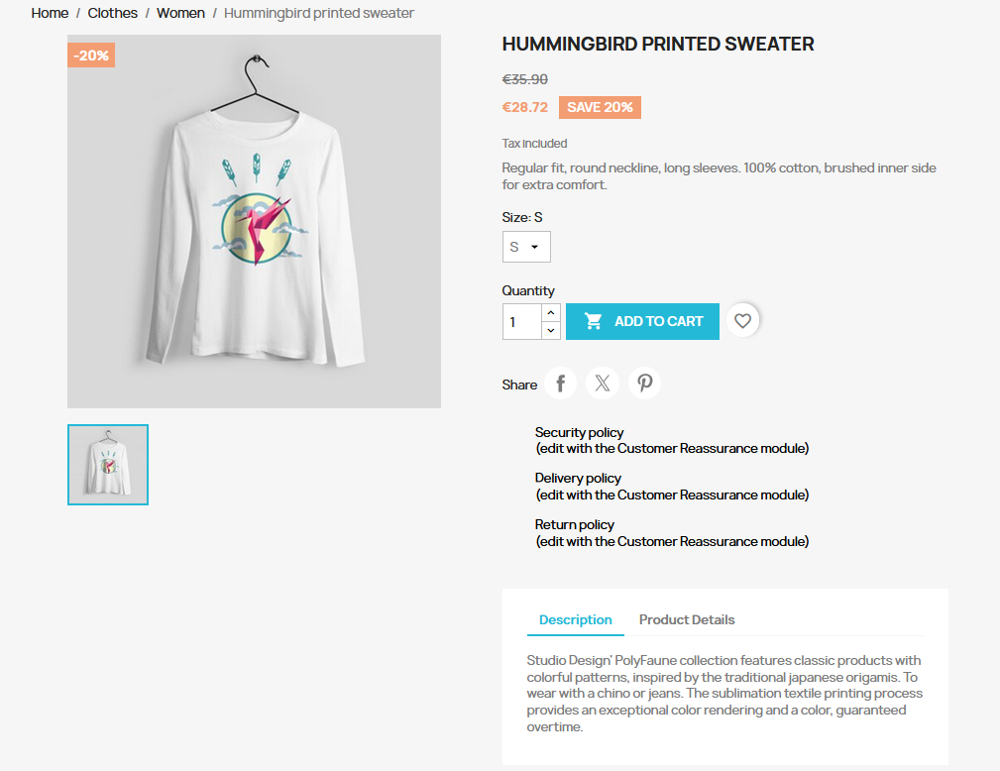 Home / Clothes / Women / Hummingbird printed sweater
-20%
HUMMINGBIRD PRINTED SWEATER
€35.90
€28.72 SAVE 20%
Tax included
Regular fit, round neckline, long sleeves. 100% cotton, brushed inner side
for extra comfort.
Size: S
S
Quantity
1 ADD TO CART
Share
Security policy
(edit with the Customer Reassurance module)
Delivery policy
(edit with the Customer Reassurance module)
Return policy
(edit with the Customer Reassurance module)
Description Product Details
Studio Design' PolyFaune collection features classic products with
colorful patterns, inspired by the traditional japanese origamis. To
wear with a chino or jeans. The sublimation textile printing process
provides an exceptional color rendering and a color, guaranteed
overtime.